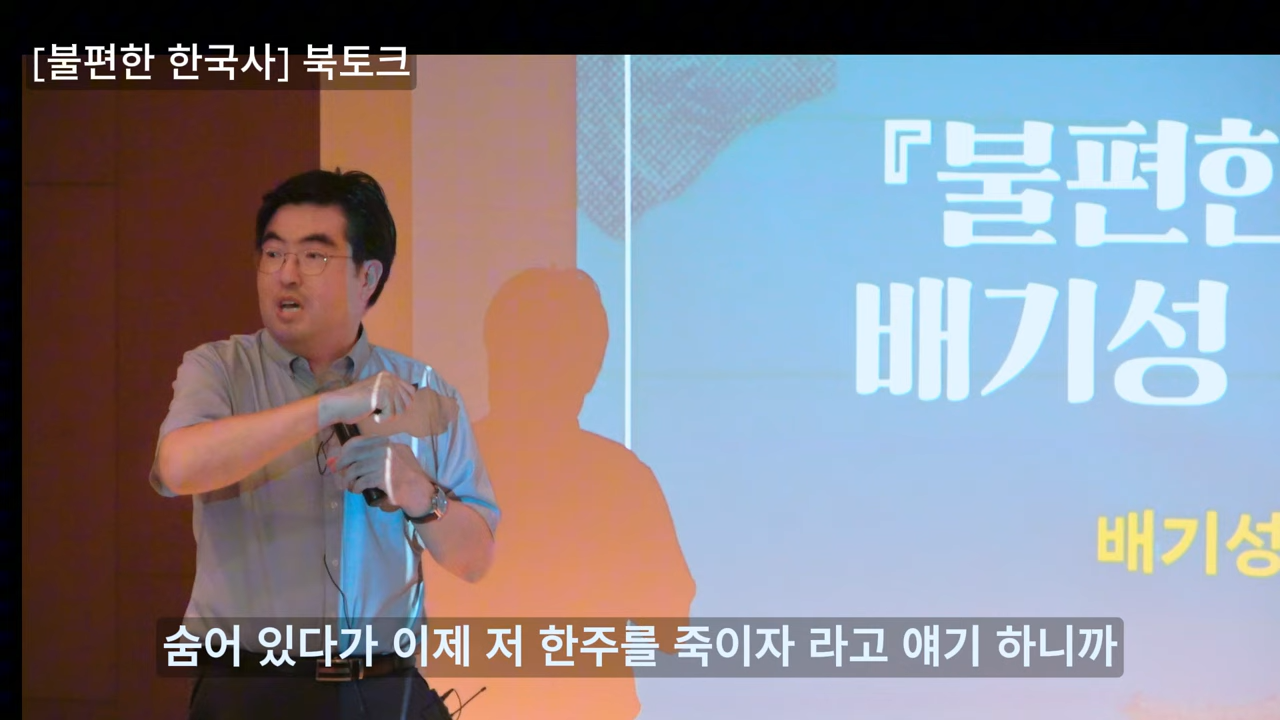 [불편한 한국사] 북토크
『불편한
배기성
배기성
숨어 있다가 이제 저 한주를 죽이자 라고 얘기 하니까